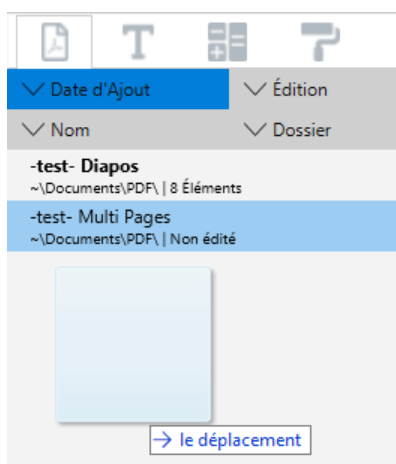 T
Date d'Ajout
Édition
Nom
Dossier
-test- Diapos
~\Documents\PDF\ | 8 Éléments
-test- Multi Pages
~\Documents\PDF\ | Non édité
le déplacement